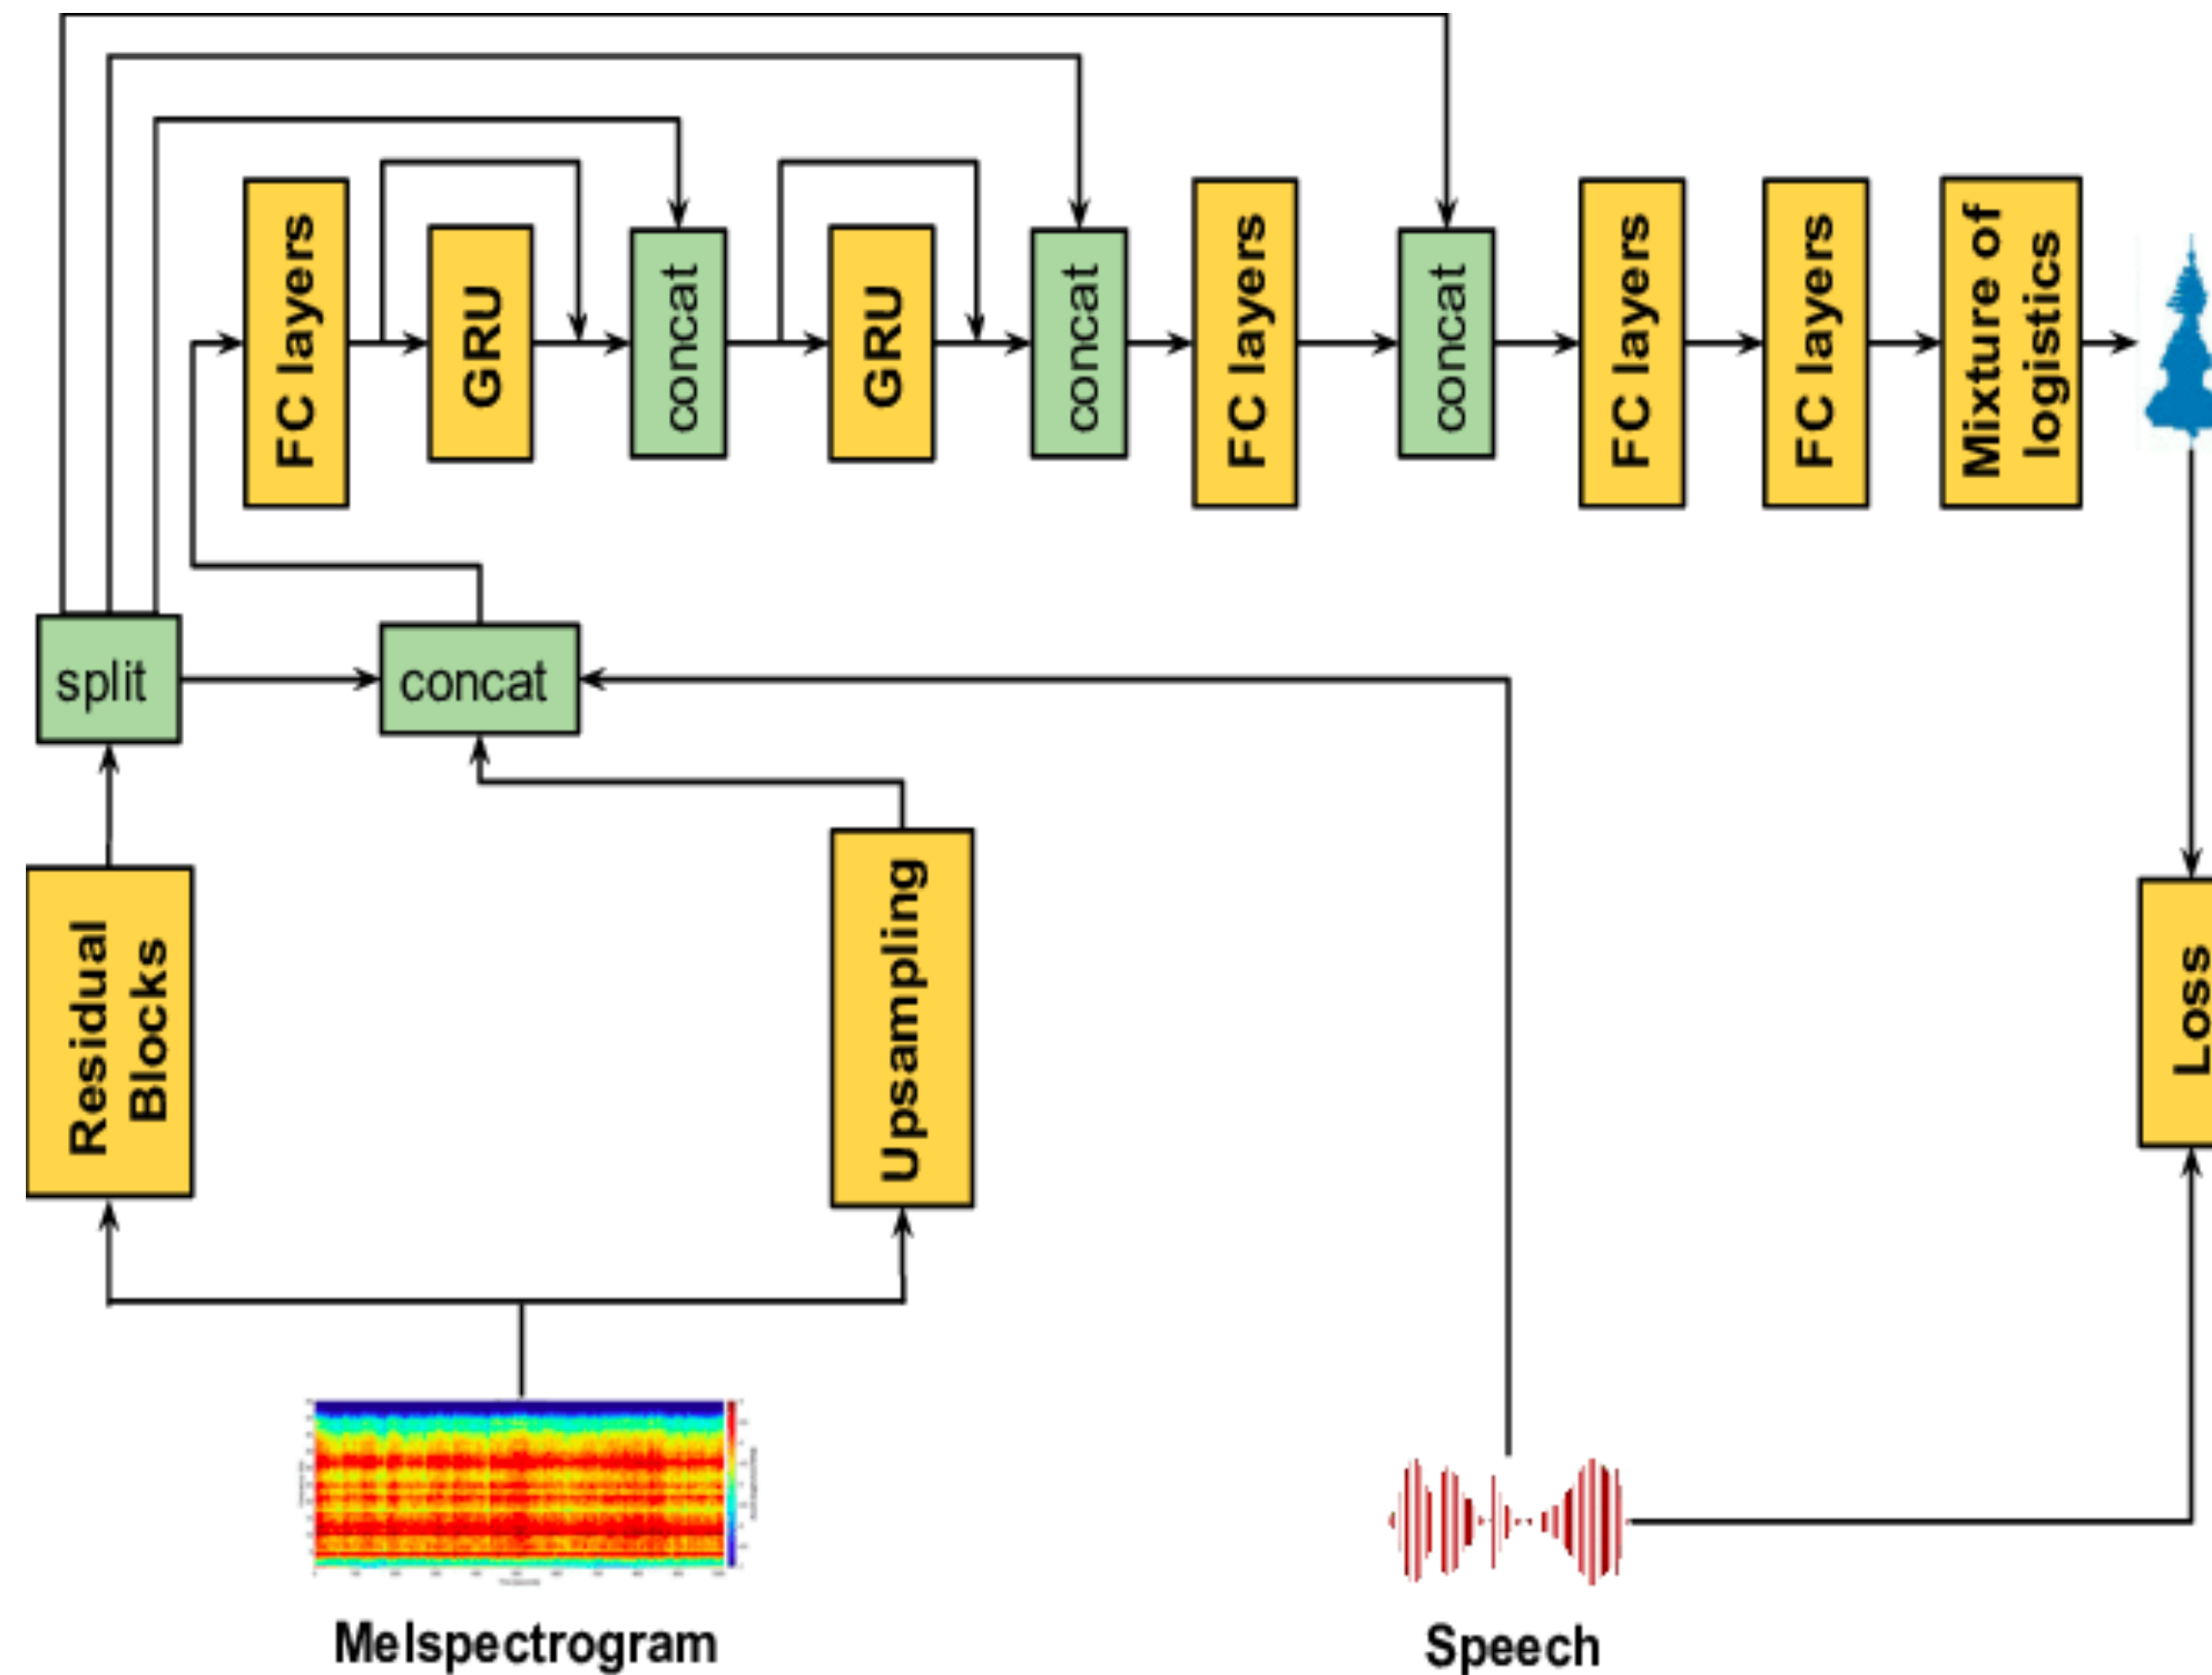 FC layers
GRU
concat
GRU
concat
FC layers
concat
FC layers
FC layers
Mixture of
logistics
split
concat
Residual
Blocks
Upsampling
Loss
Melspectrogram
Speech